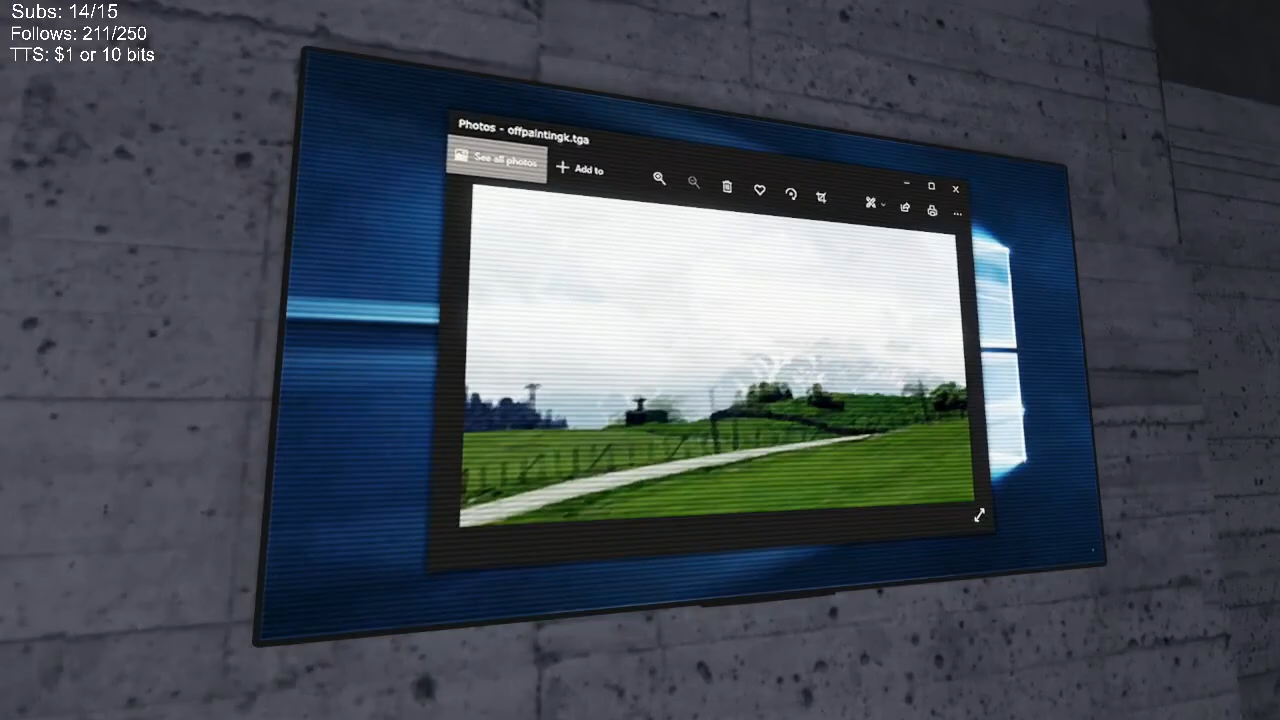 Subs: 14/15
Follows: 211/250
TTS: $1 or 10 bits
Photos - offpaintingk.tga
See all photos
Add to